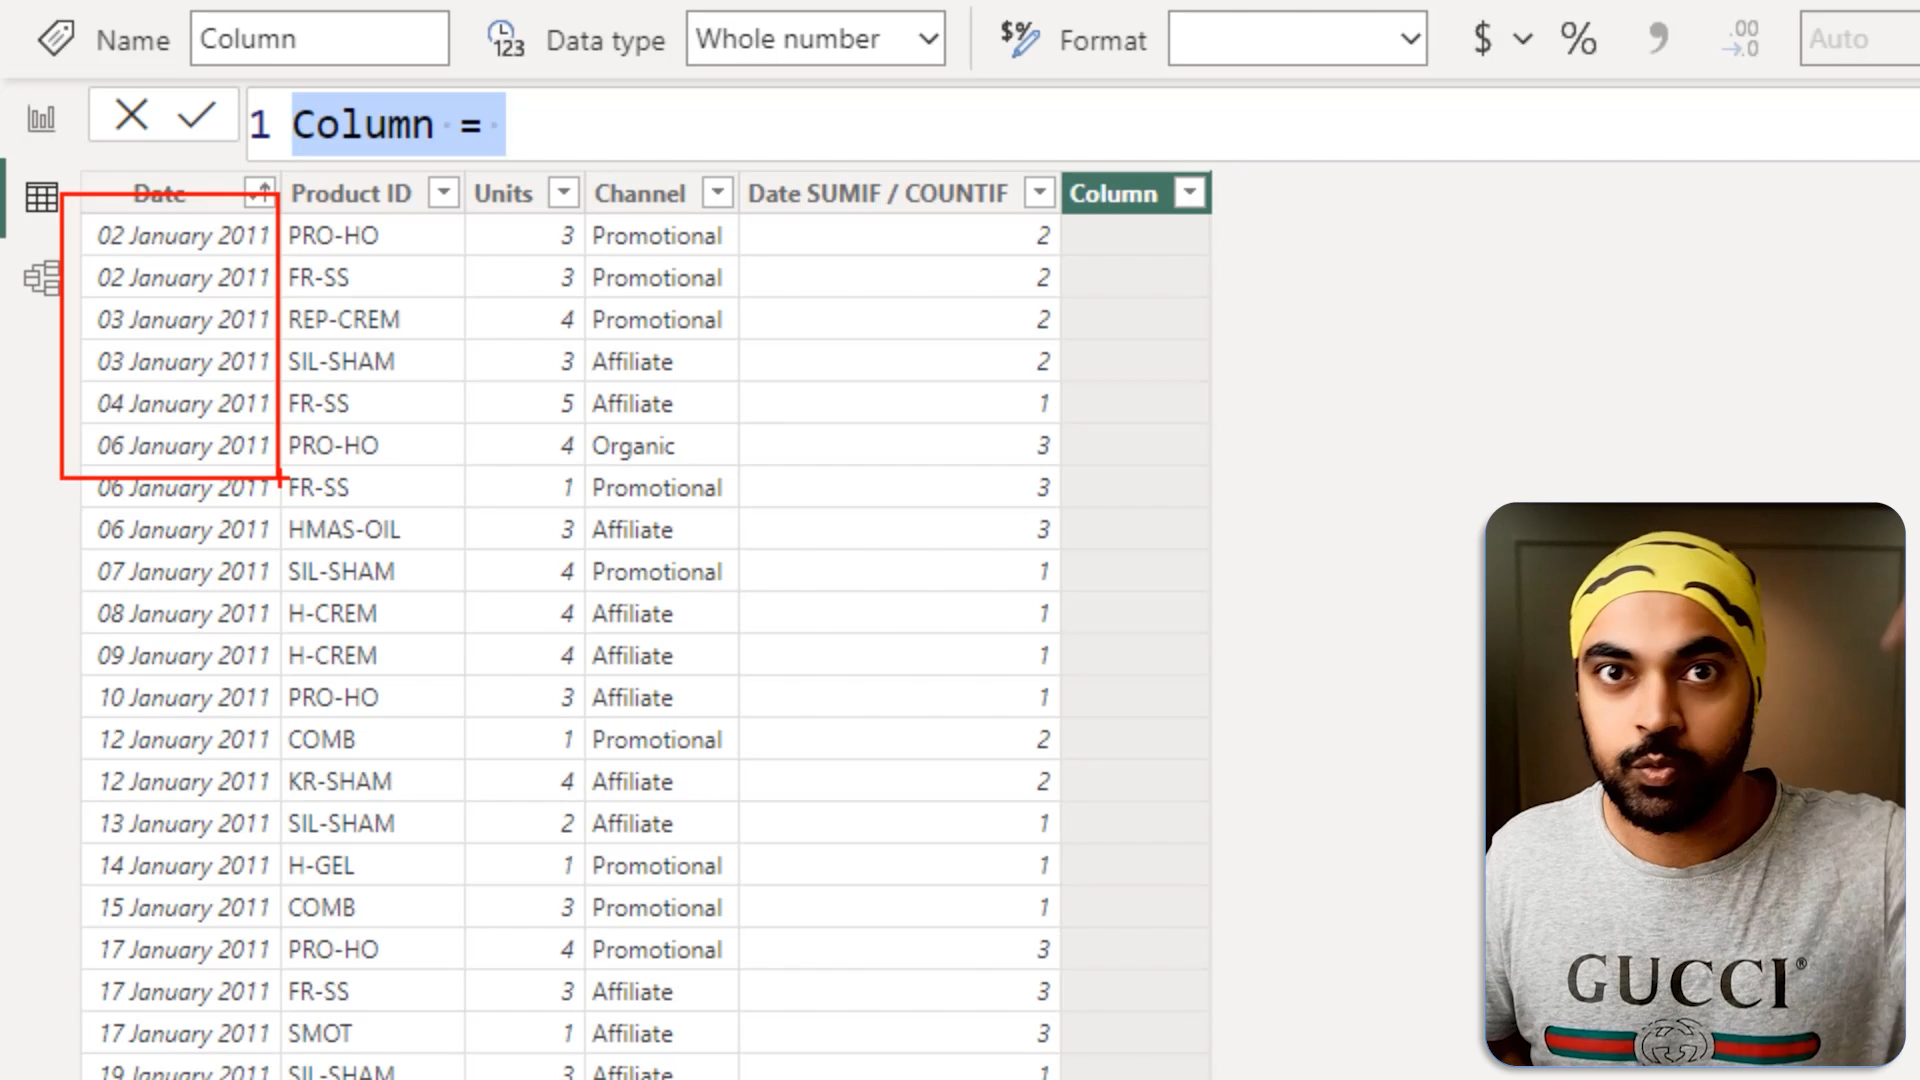 Name Column Data type Whole number Format $ % Auto
1 Column =
Date Product ID Units Channel Date SUMIF / COUNTIF Column
02 January 2011 PRO-HO 3 Promotional 2
02 January 2011 FR-SS 3 Promotional 2
03 January 2011 REP-CREM 4 Promotional 2
03 January 2011 SIL-SHAM 3 Affiliate 2
04 January 2011 FR-SS 5 Affiliate 1
06 January 2011 PRO-HO 4 Organic 3
06 January 2011 FR-SS 1 Promotional 3
06 January 2011 HMAS-OIL 3 Affiliate 3
07 January 2011 SIL-SHAM 4 Promotional 1
08 January 2011 H-CREM 4 Affiliate 1
09 January 2011 H-CREM 4 Affiliate 1
10 January 2011 PRO-HO 3 Affiliate 1
12 January 2011 COMB 1 Promotional 2
12 January 2011 KR-SHAM 4 Affiliate 2
13 January 2011 SIL-SHAM 2 Affiliate 1
14 January 2011 H-GEL 1 Promotional 1
15 January 2011 COMB 3 Promotional 1
17 January 2011 PRO-HO 4 Promotional 3
17 January 2011 FR-SS 3 Affiliate 3
17 January 2011 SMOT 1 Affiliate 3
19 January 2011 SIL-SHAM 3 Affiliate 1
GUCCI®